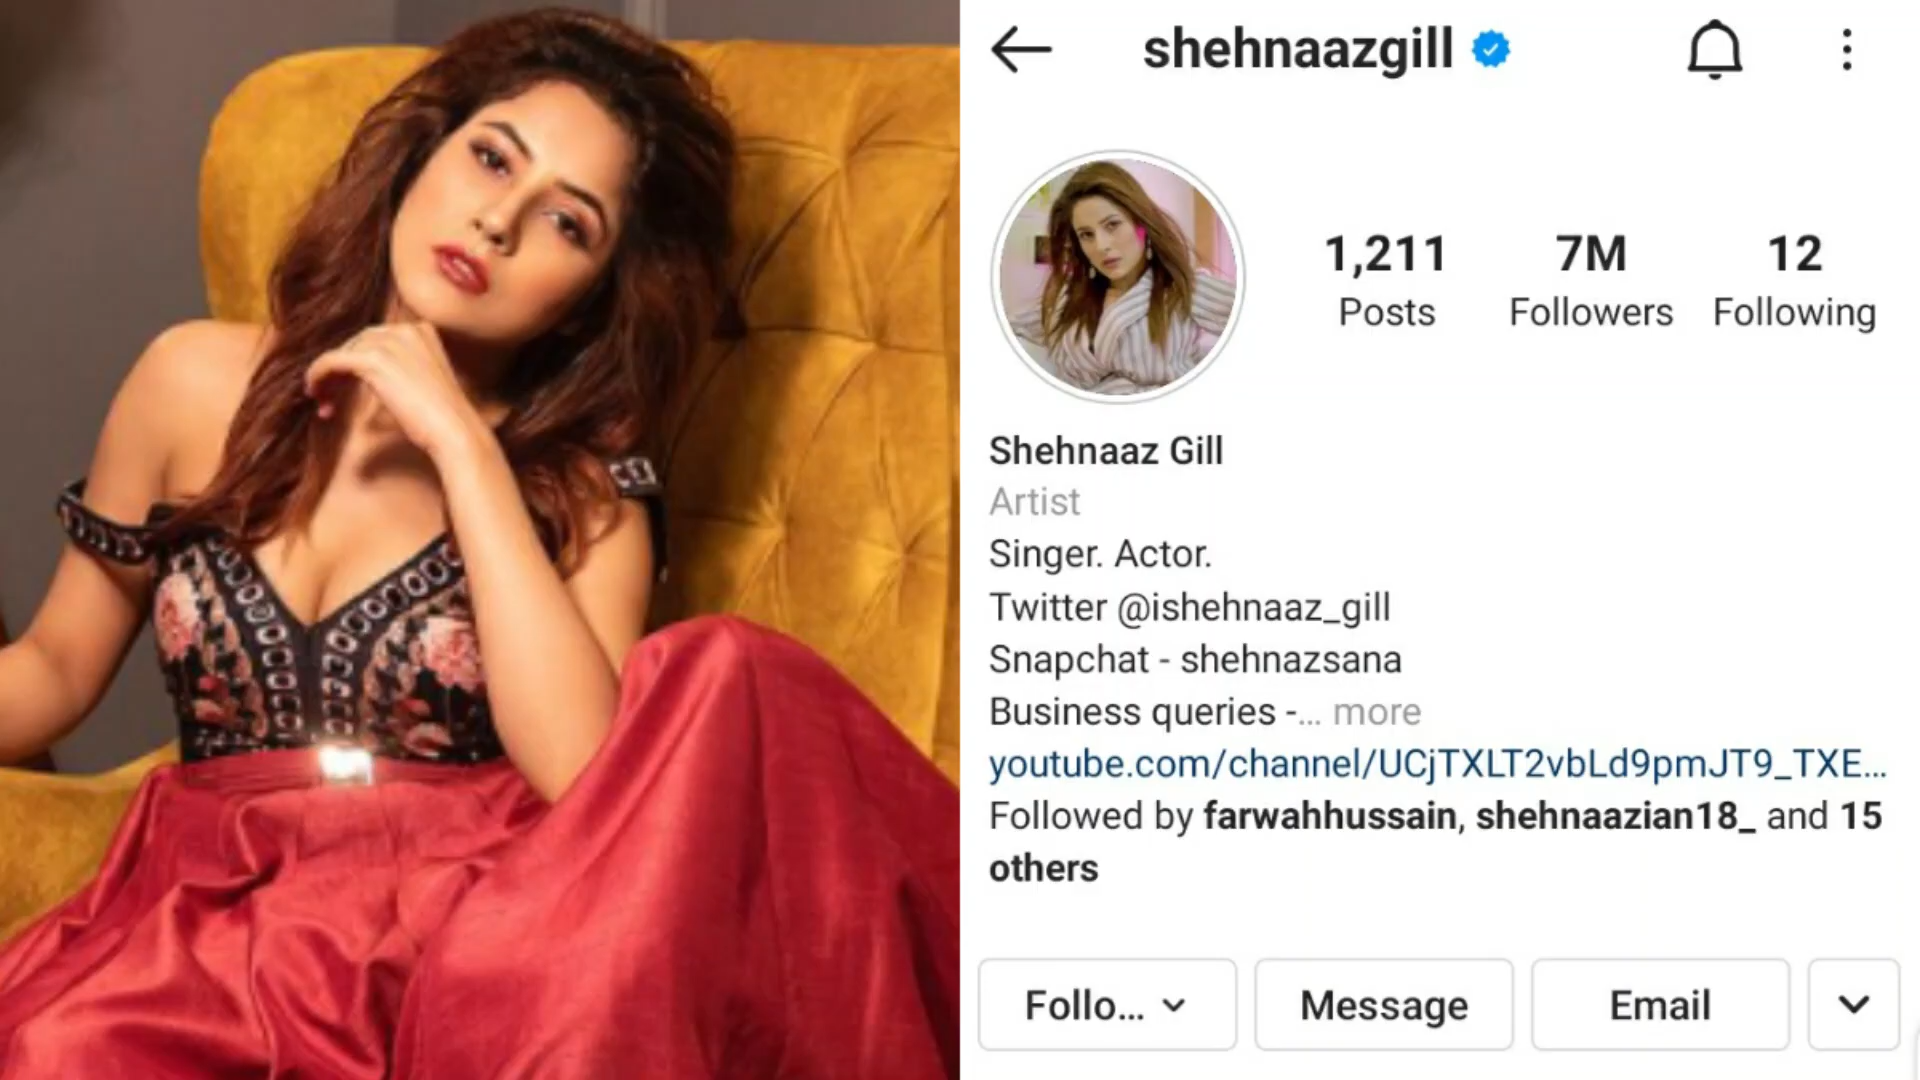 shehnaazgill
1,211 7M 12
Posts Followers Following
Shehnaaz Gill
Artist
Singer. Actor.
Twitter @ishehnaaz_gill
Snapchat - shehnazsana
Business queries -... more
youtube.com/channel/UCjTXLT2vbLd9pmJT9_TXE...
Followed by farwahhussain, shehnaazian18_ and 15
others
Follo... Message Email